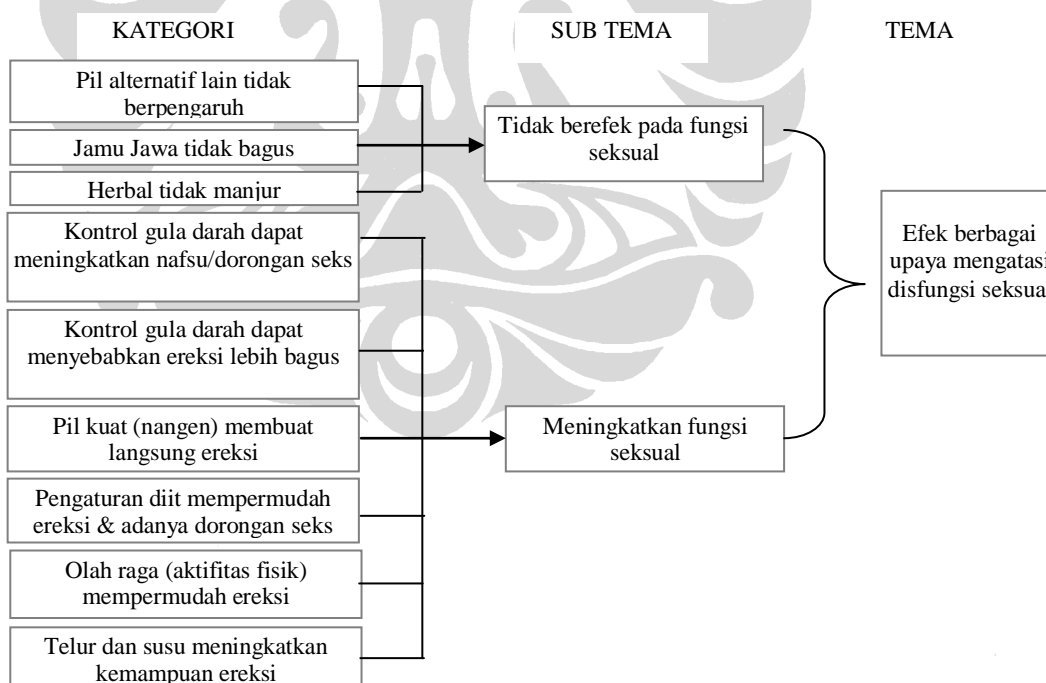 KATEGORI
SUB TEMA
TEMA
Pil alternatif lain tidak
berpengaruh
Jamu Jawa tidak bagus
Herbal tidak manjur
Kontrol gula darah dapat
meningkatkan nafsu/dorongan seks
Kontrol gula darah dapat
menyebabkan ereksi lebih bagus
Pil kuat (nangen) membuat
langsung ereksi
Pengaturan diit mempermudah
ereksi & adanya dorongan seks
Olah raga (aktifitas fisik)
mempermudah ereksi
Telur dan susu meningkatkan
kemampuan ereksi
Tidak berefek pada fungsi
seksual
Meningkatkan fungsi
seksual
Efek berbagai
upaya mengatasi
disfungsi seksua